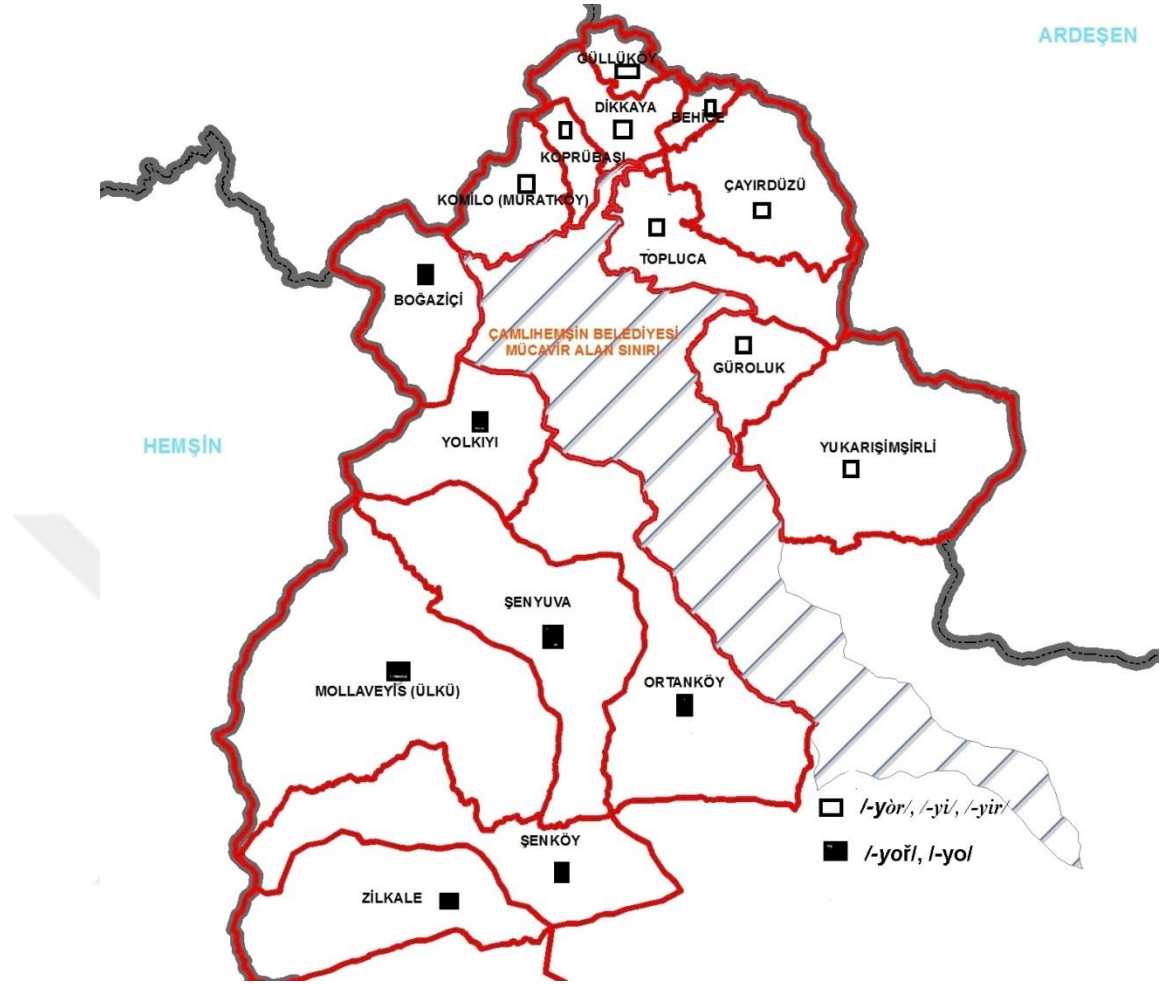 ARDEŞEN
GÜLLÜKÖY
DİKKAYA
BEHİCE
KÖPRÜBAŞI
ÇAYIRDÜZÜ
KOMİLO (MURATKÖY)
TOPLUCA
BOĞAZİÇİ
ÇAMLIHEMŞİN BELEDİYESİ
MÜCAVİR ALAN SINIRI
GÜROLUK
HEMŞİN
YOLKIYI
YUKARIŞİMŞİRLİ
ŞENYUVA
ORTANKÖY
MOLLAVEYİS (ÜLKÜ)
/-yòr/, /-yi/, /-yir/
ŞENKÖY
/-yoř/, /-yo/
ZİLKALE